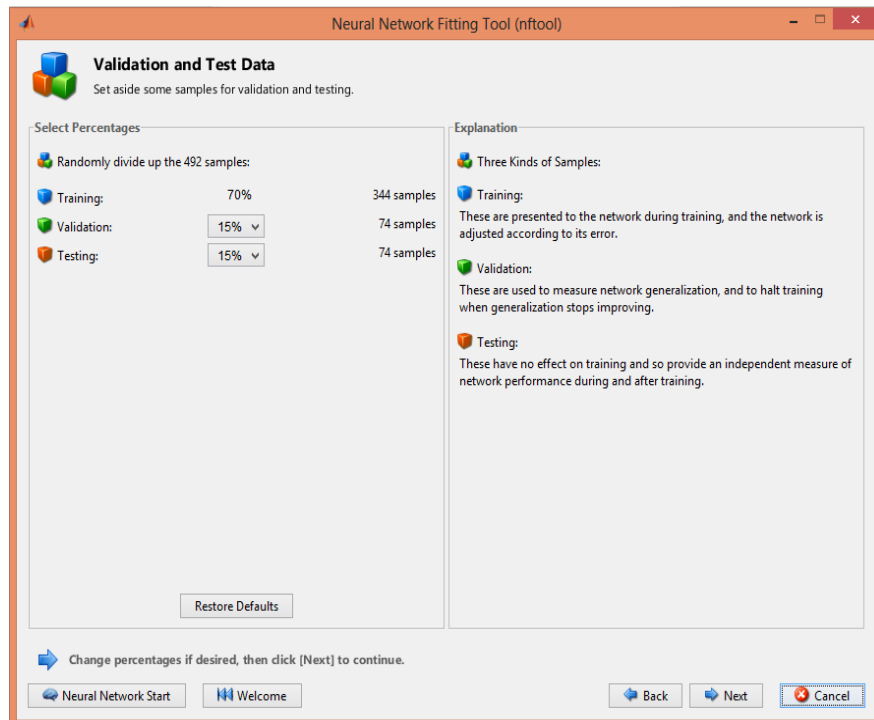 Neural Network Fitting Tool (nftool)
Validation and Test Data
Set aside some samples for validation and testing.
Select Percentages
Randomly divide up the 492 samples:
Training: 70% 344 samples
Validation: 15% 74 samples
Testing: 15% 74 samples
Restore Defaults
Explanation
Three Kinds of Samples:
Training:
These are presented to the network during training, and the network is
adjusted according to its error.
Validation:
These are used to measure network generalization, and to halt training
when generalization stops improving.
Testing:
These have no effect on training and so provide an independent measure of
network performance during and after training.
Change percentages if desired, then click [Next] to continue.
Neural Network Start Welcome Back Next Cancel